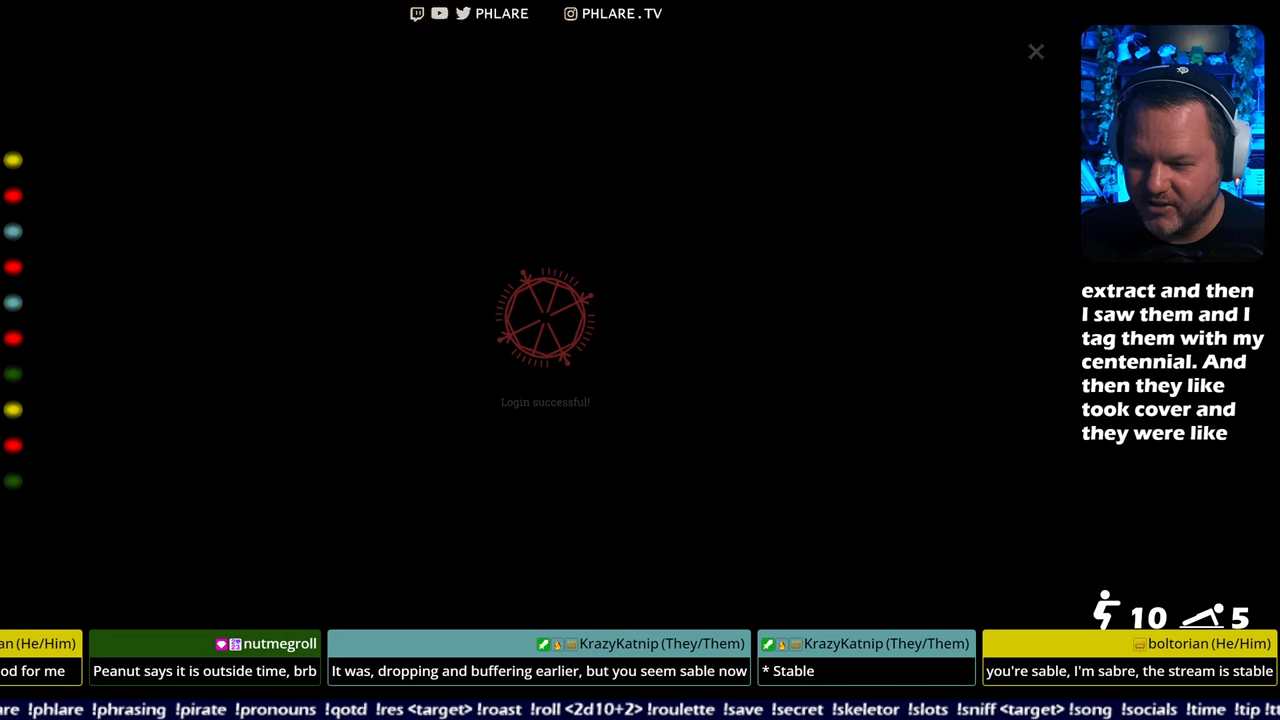 PHLARE PHLARE.TV
extract and then
I saw them and I
tag them with my
centennial. And
then they like
took cover and
they were like
Login successful!
10 5
an (He/Him) nutmegroll KrazyKatnip (They/Them) KrazyKatnip (They/Them) boltorian (He/Him)
od for me Peanut says it is outside time, brb It was, dropping and buffering earlier, but you seem sable now * Stable you're sable, I'm sabre, the stream is stable
are !phlare !phrasing !pirate !pronouns !qotd !res <target> !roast !roll <2d10+2> !roulette !save !secret !skeletor !slots !sniff <target> !song !socials !time !tip !tu